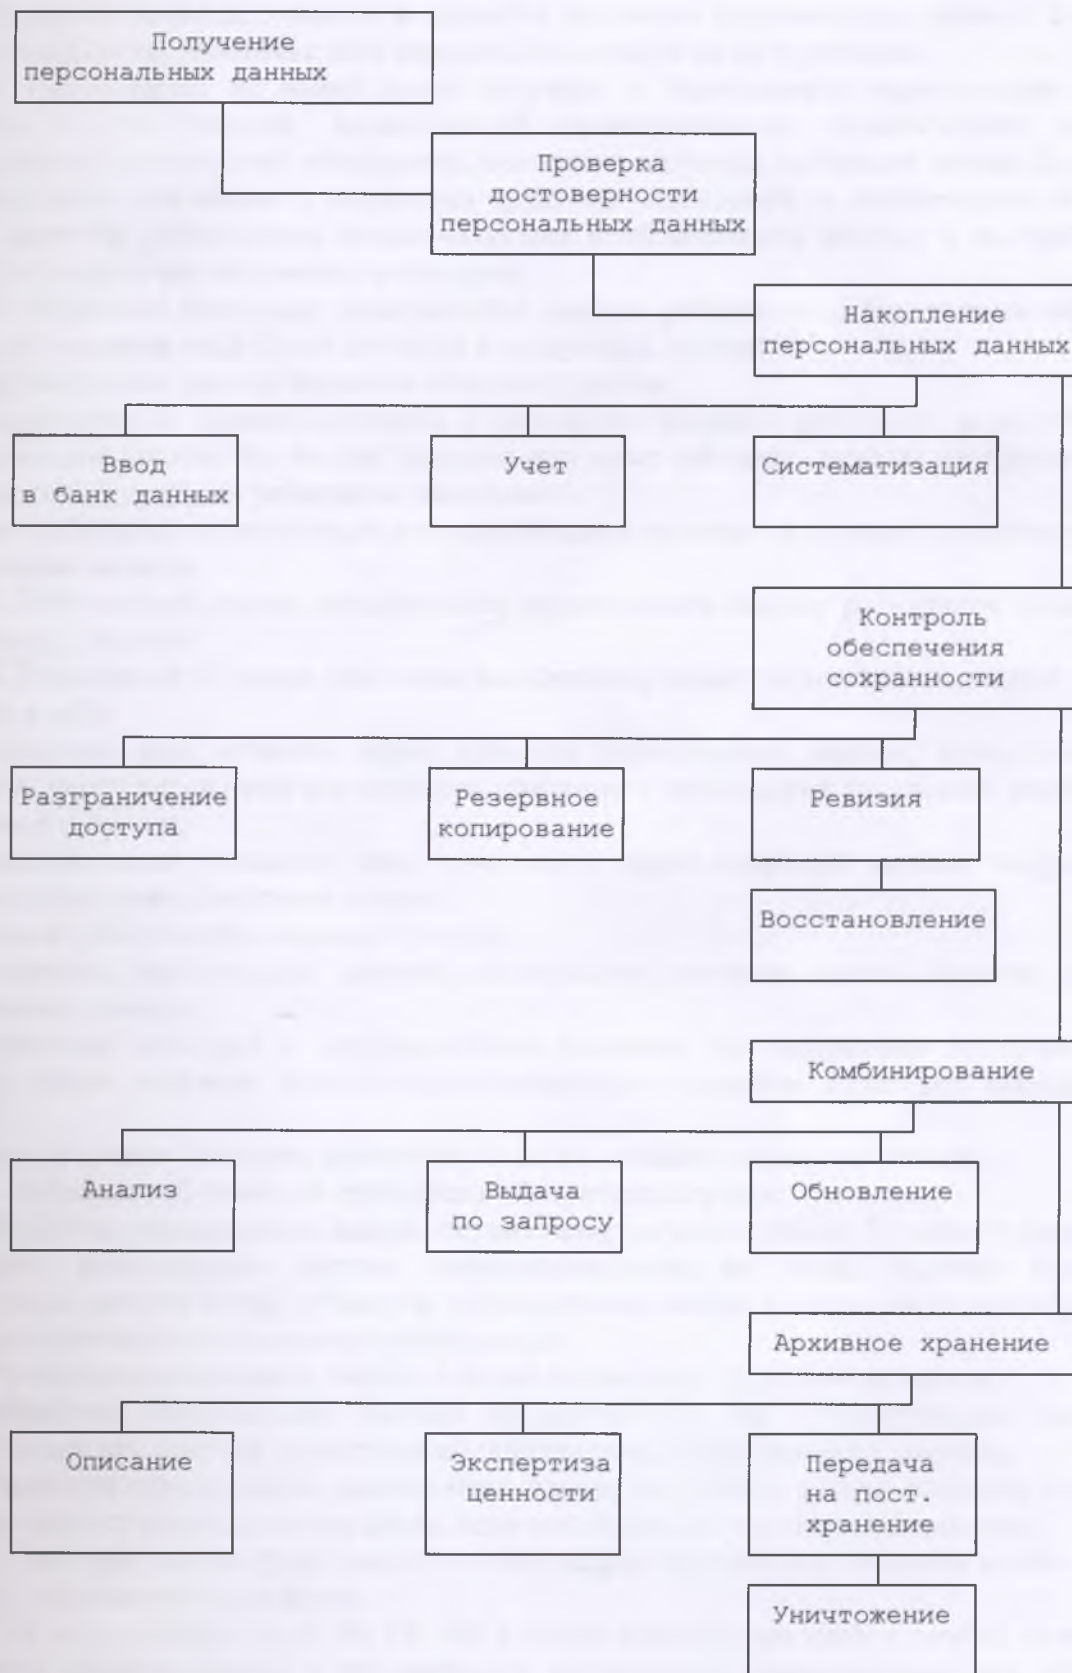 Получение
персональных данных
Проверка
достоверности
персональных данных
Накопление
персональных данных
Ввод
в банк данных
Учет
Систематизация
Контроль
обеспечения
сохранности
Разграничение
доступа
Резервное
копирование
Ревизия
Восстановление
Комбинирование
Анализ
Выдача
по запросу
Обновление
Архивное хранение
Описание
Экспертиза
ценности
Передача
на пост.
хранение
Уничтожение